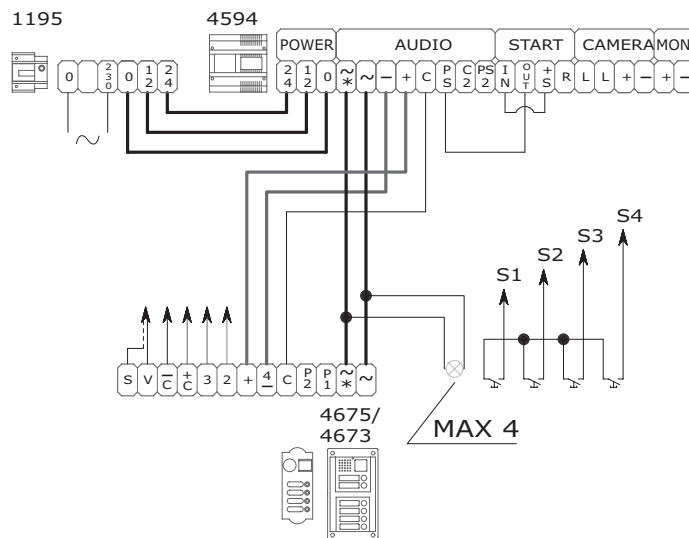 1195
4594
POWER AUDIO START CAMERA MON
0 230 0 12 24
24 12 0 ~* ~ − + C PS C2 PS2 IN OUT +S R L L + − + −
~
S1 S2 S3 S4
S V −C +C 3 2 + 4− C P2 P1 ~* ~
4675/
4673
MAX 4